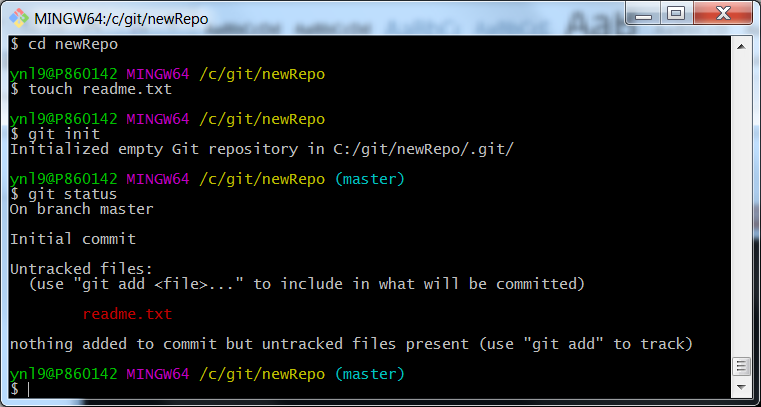 MINGW64:/c/git/newRepo
$ cd newRepo
ynl9@P860142 MINGW64 /c/git/newRepo
$ touch readme.txt
ynl9@P860142 MINGW64 /c/git/newRepo
$ git init
Initialized empty Git repository in C:/git/newRepo/.git/
ynl9@P860142 MINGW64 /c/git/newRepo (master)
$ git status
On branch master
Initial commit
Untracked files:
(use "git add <file>..." to include in what will be committed)
readme.txt
nothing added to commit but untracked files present (use "git add" to track)
ynl9@P860142 MINGW64 /c/git/newRepo (master)
$